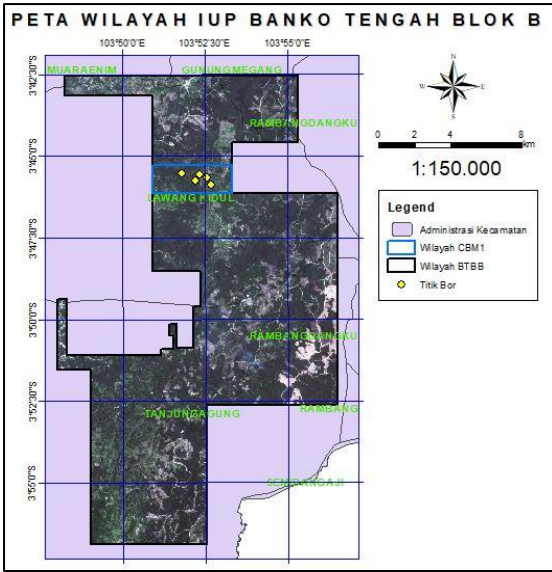 PETA WILAYAH IUP BANKO TENGAH BLOK B
103°50'0"E 103°52'30"E 103°55'0"E
3°42'30"S
3°45'0"S
3°47'30"S
3°50'0"S
3°52'30"S
3°55'0"S
MUARAENIM
GUNUNGMEGANG
RAMBANGDANGKU
LAWANG KIDUL
RAMBANGDANGKU
TANJUNGAGUNG
RAMBANG
SEMIDANGAJI
N
W E
S
0 2 4 8
km
1:150.000
Legend
Administrasi Kecamatan
Wilayah CBM1
Wilayah BTBB
Titik Bor